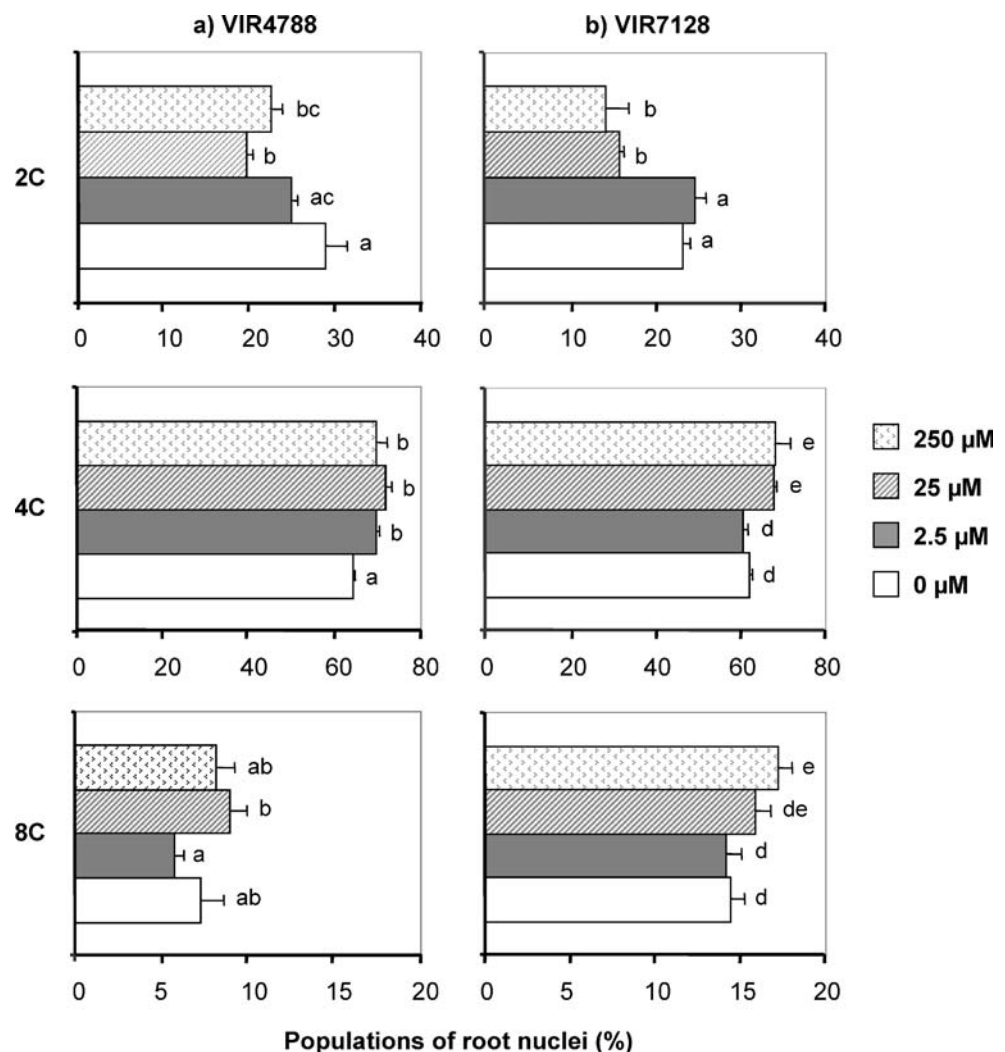 a) VIR4788
b) VIR7128
2C
bc
b
ac
a
b
b
a
a
0 10 20 30 40
0 10 20 30 40
4C
b
b
b
a
e
e
d
d
0 20 40 60 80
0 20 40 60 80
250 µM
25 µM
2.5 µM
0 µM
8C
ab
b
a
ab
e
de
d
d
0 5 10 15 20
0 5 10 15 20
Populations of root nuclei (%)